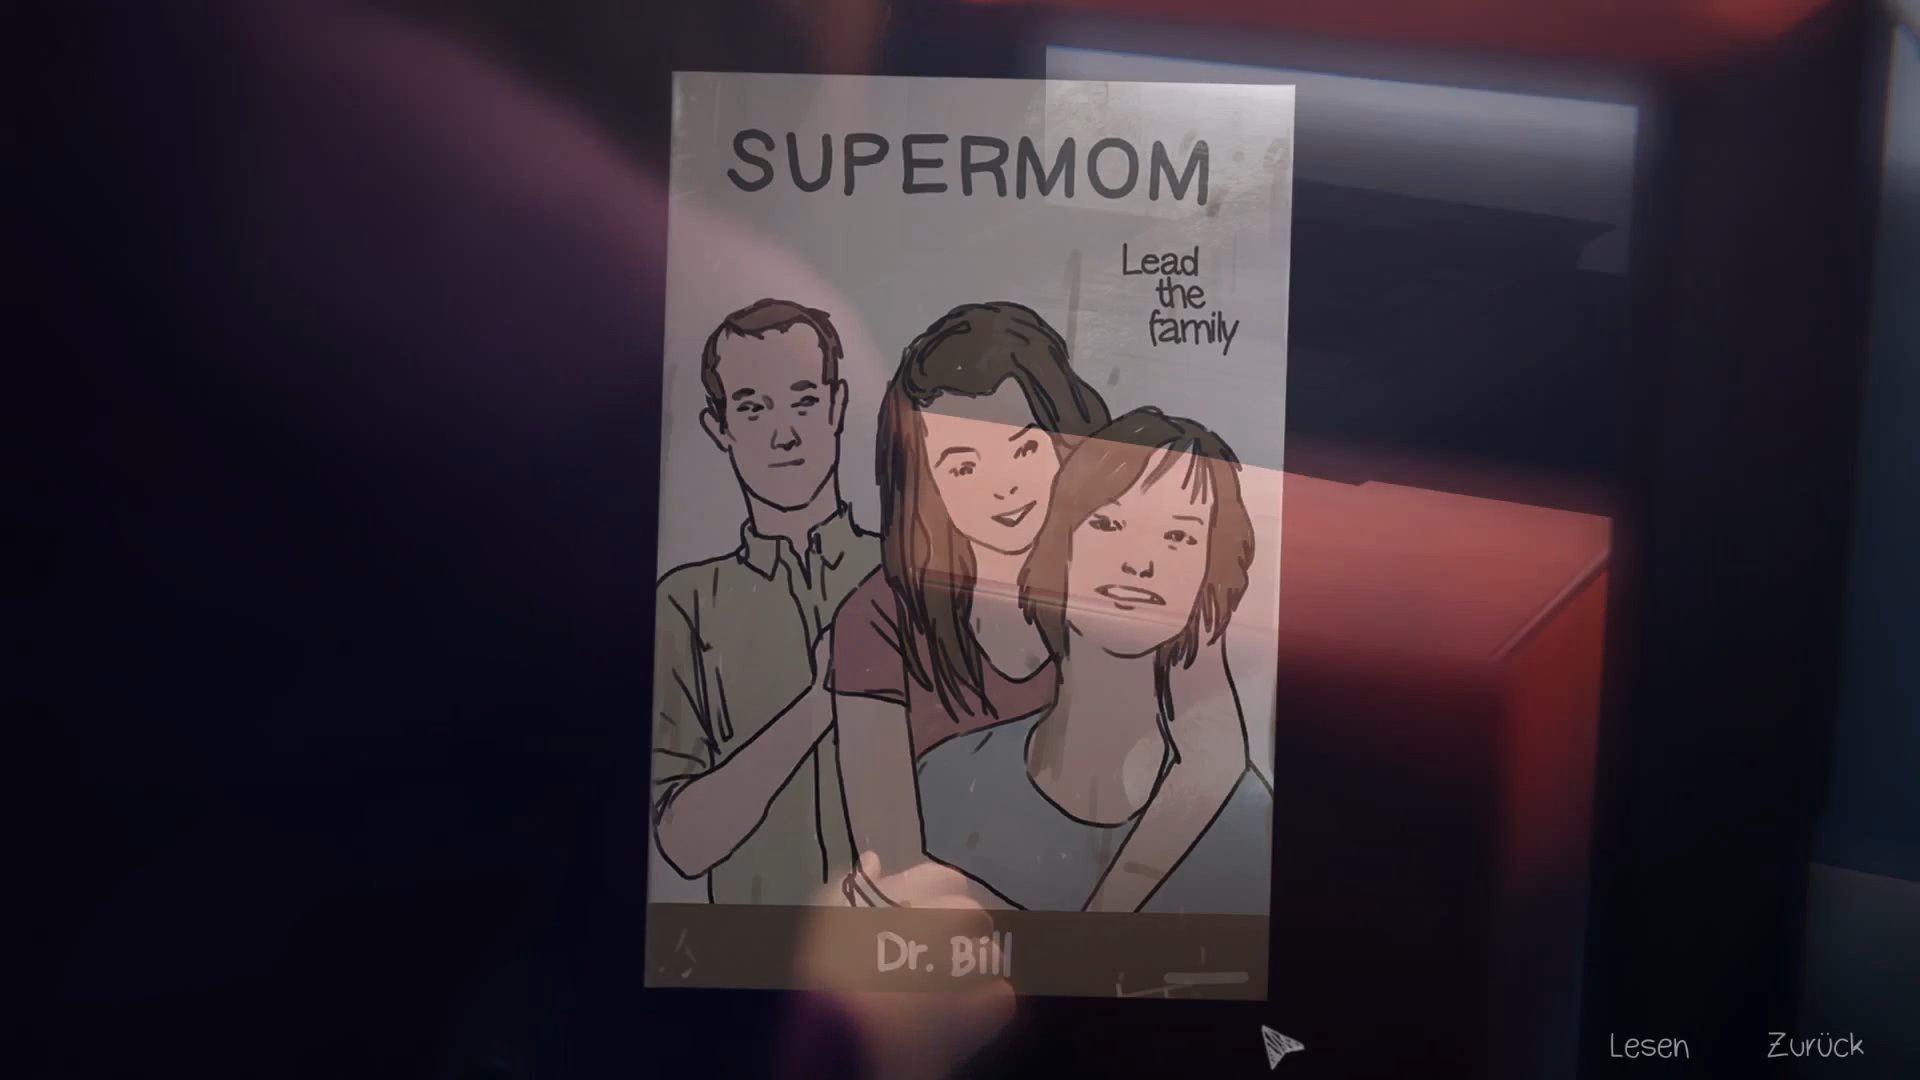 SUPERMOM
Lead
the
family
Dr. Bill
Lesen Zurück